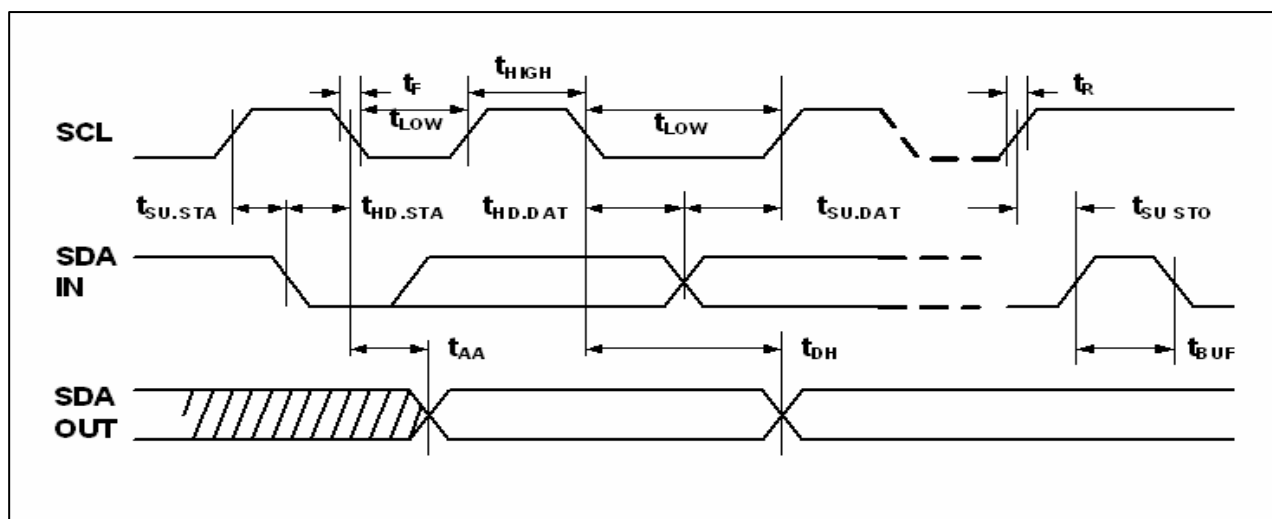 tF
tHIGH
tR
SCL
tLOW
tLOW
tSU.STA
tHD.STA
tHD.DAT
tSU.DAT
tSU STO
SDA
IN
tAA
tDH
tBUF
SDA
OUT